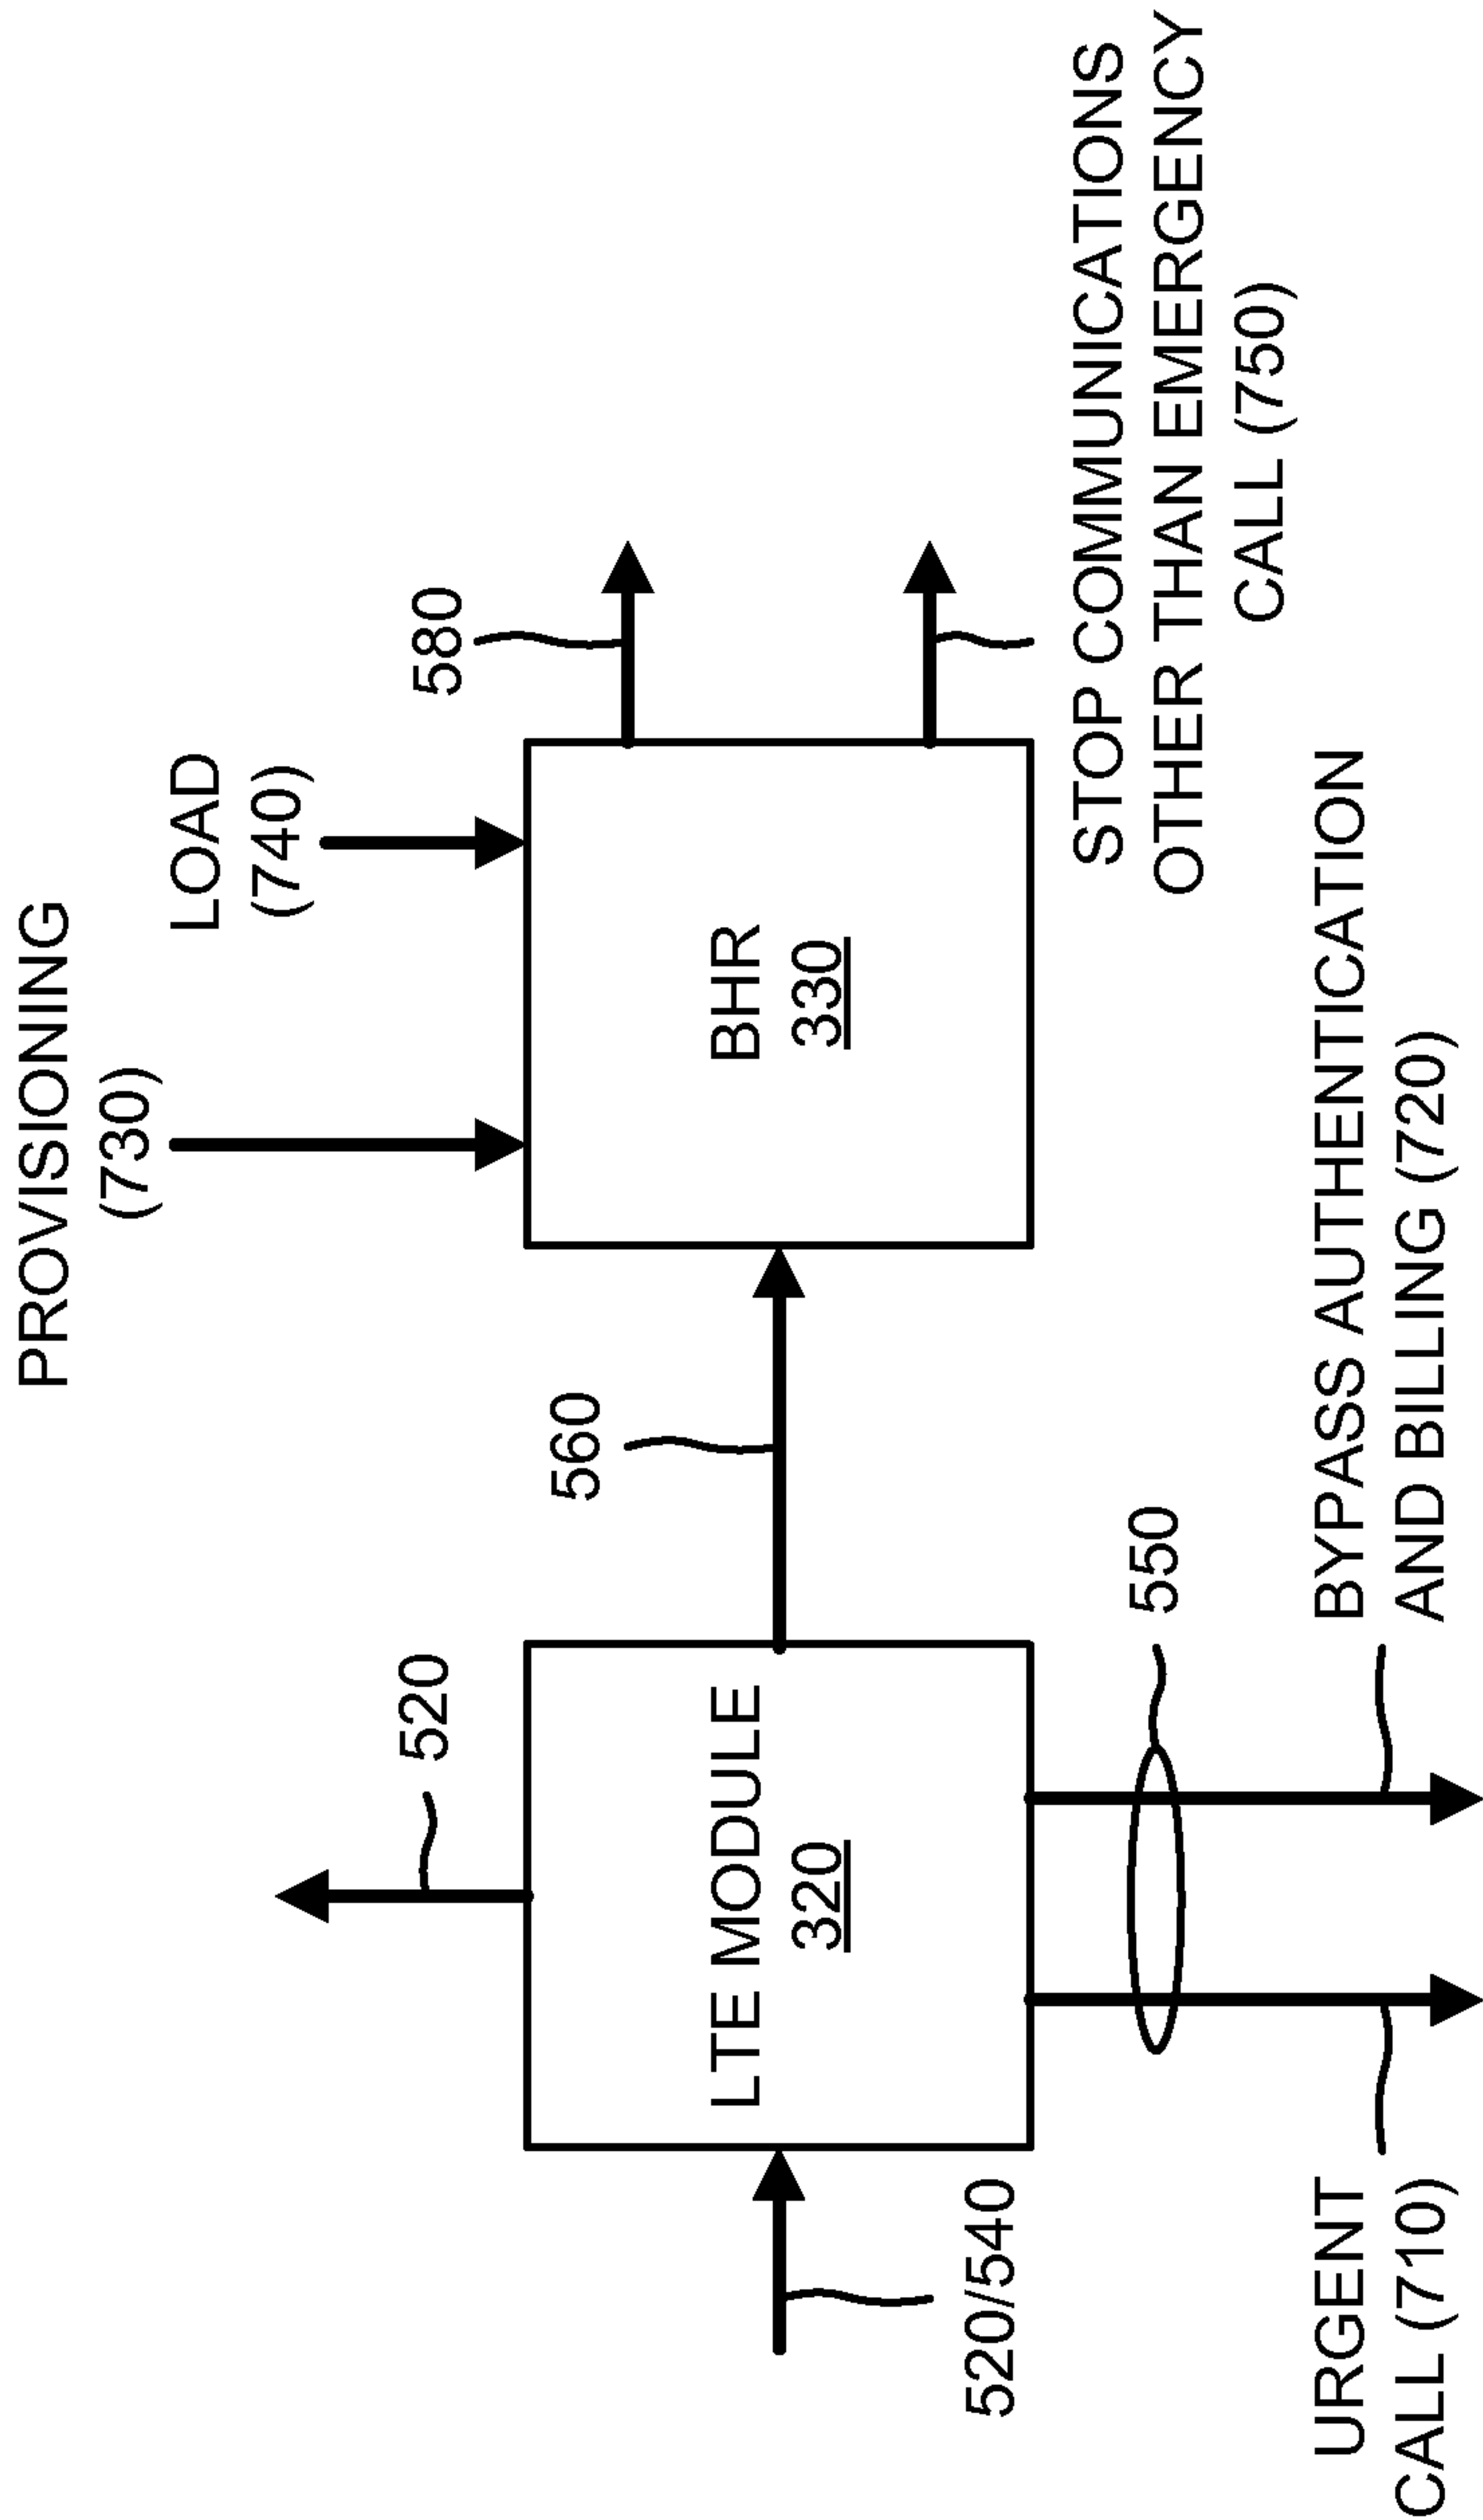 PROVISIONING
(730)
LOAD
(740)
520
560
580
LTE MODULE
320
BHR
330
520/540
550
STOP COMMUNICATIONS
OTHER THAN EMERGENCY
CALL (750)
URGENT
CALL (710)
BYPASS AUTHENTICATION
AND BILLING (720)